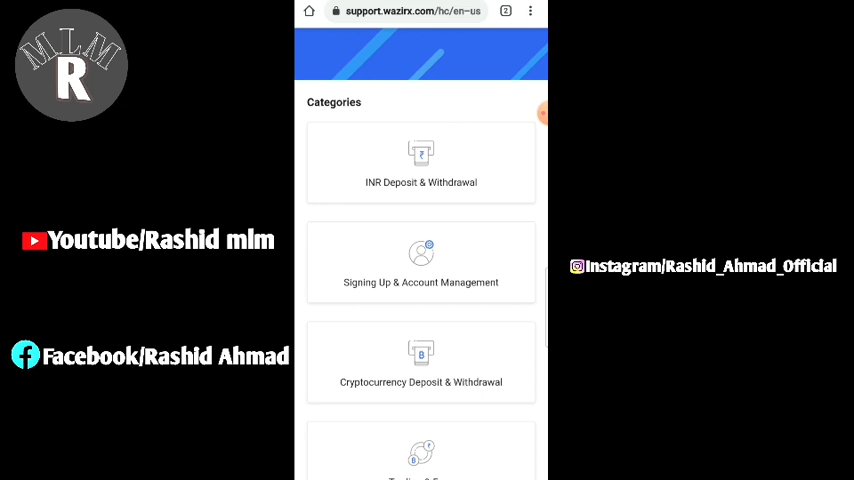 support.wazirx.com/hc/en-us
2
MLM
R
Categories
₹
INR Deposit & Withdrawal
Youtube/Rashid mlm
Signing Up & Account Management
Instagram/Rashid_Ahmad_Official
Facebook/Rashid Ahmad
B
Cryptocurrency Deposit & Withdrawal
₹
B